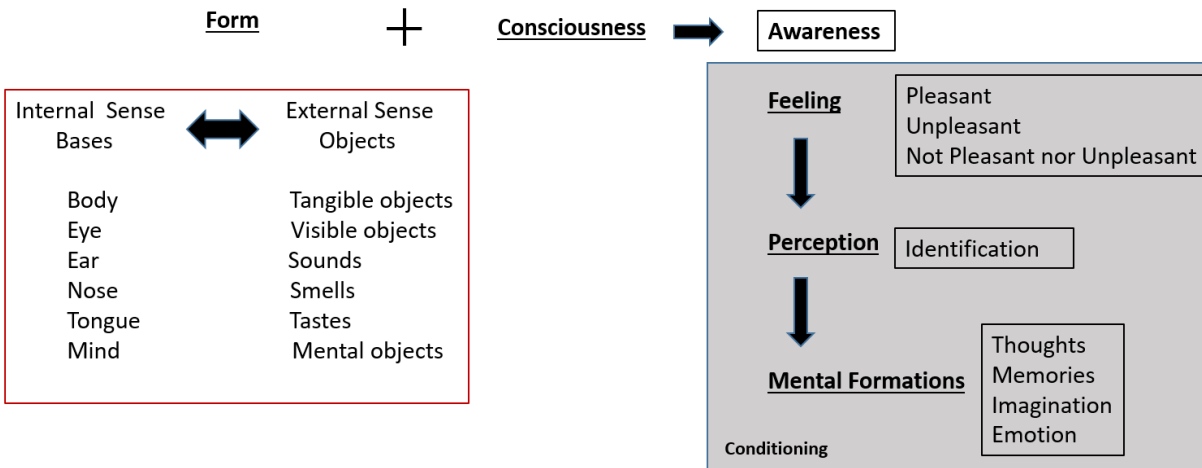 Form + Consciousness Awareness
Internal Sense Bases
External Sense Objects
Body Tangible objects
Eye Visible objects
Ear Sounds
Nose Smells
Tongue Tastes
Mind Mental objects
Feeling
Pleasant
Unpleasant
Not Pleasant nor Unpleasant
Perception
Identification
Mental Formations
Thoughts
Memories
Imagination
Emotion
Conditioning